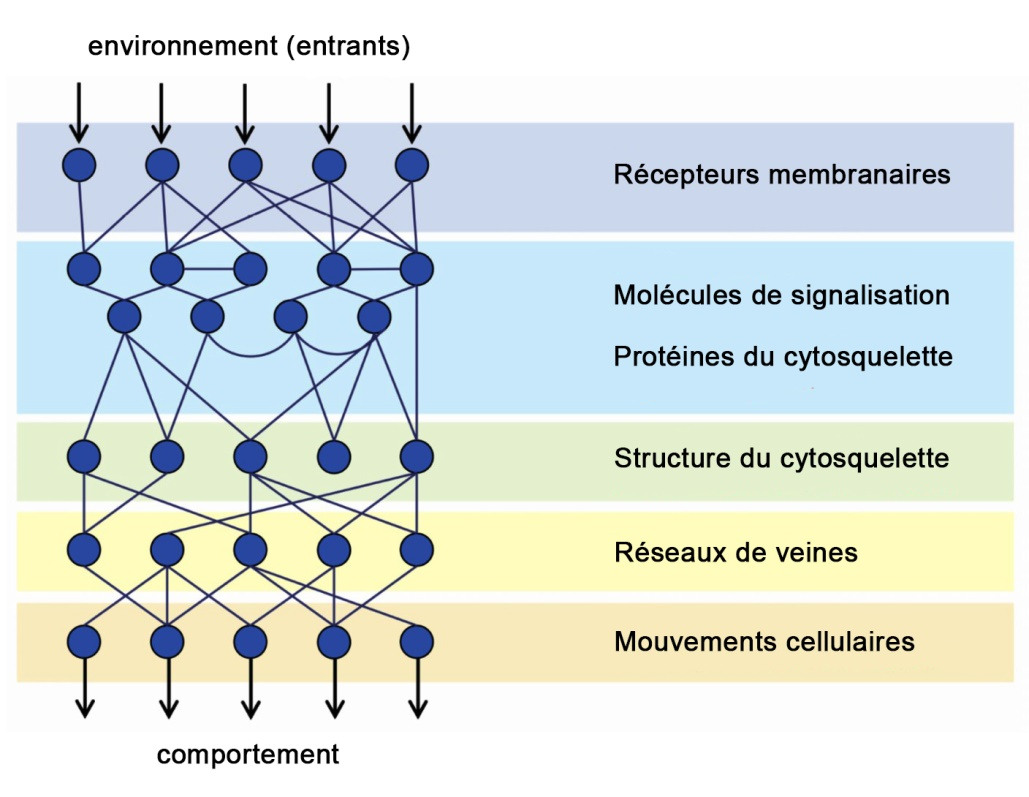 environnement (entrants)
Récepteurs membranaires
Molécules de signalisation
Protéines du cytosquelette
Structure du cytosquelette
Réseaux de veines
Mouvements cellulaires
comportement